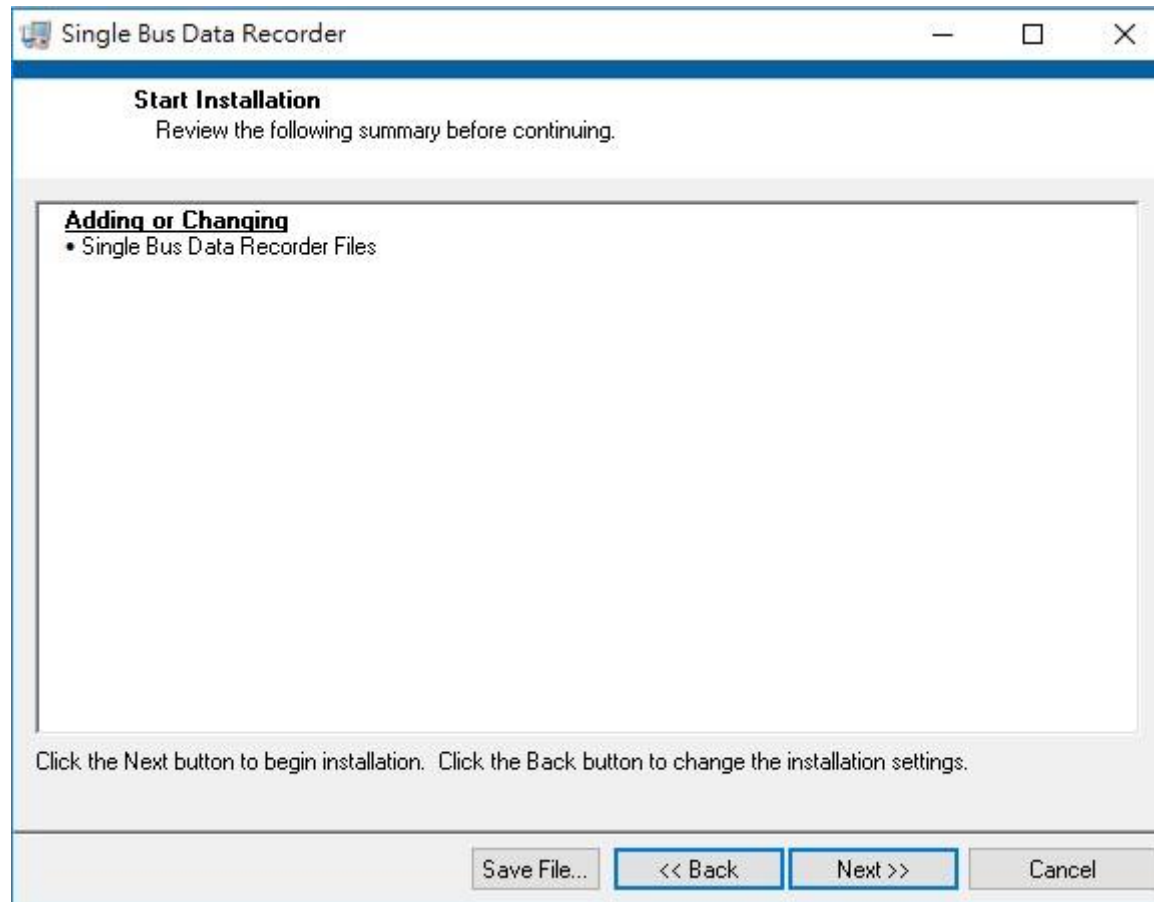 Single Bus Data Recorder
Start Installation
Review the following summary before continuing.
Adding or Changing
• Single Bus Data Recorder Files
Click the Next button to begin installation.  Click the Back button to change the installation settings.
Save File... << Back Next >> Cancel